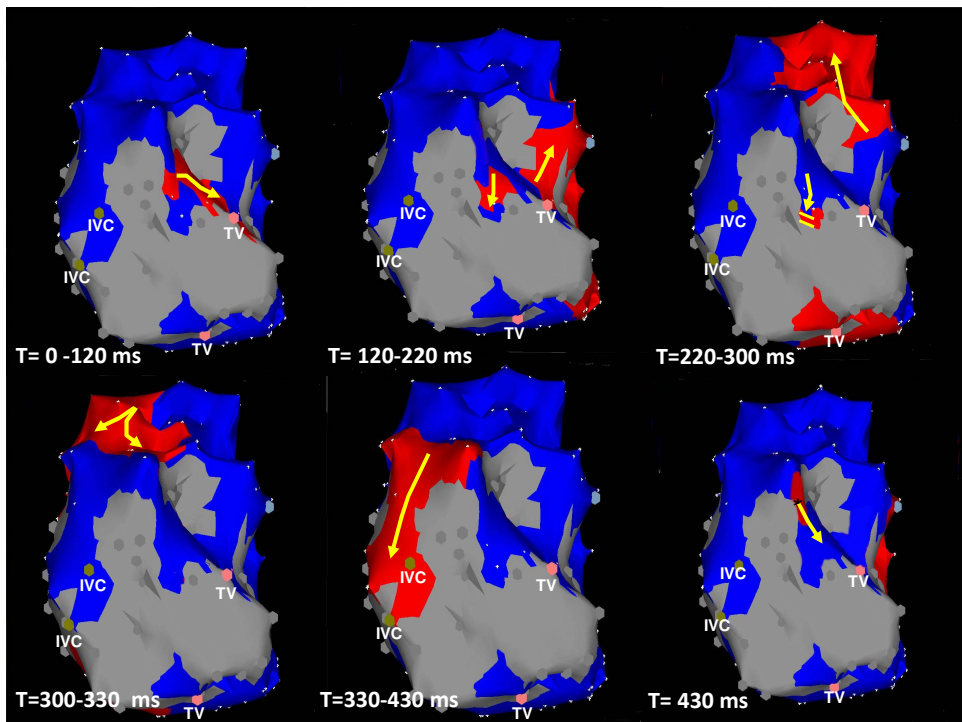 IVC
TV
IVC
TV
T= 0 -120 ms
IVC
TV
IVC
TV
T= 120-220 ms
IVC
TV
IVC
TV
T=220-300 ms
IVC
TV
IVC
TV
T=300-330  ms
IVC
TV
IVC
TV
T=330-430 ms
IVC
TV
IVC
TV
T= 430 ms